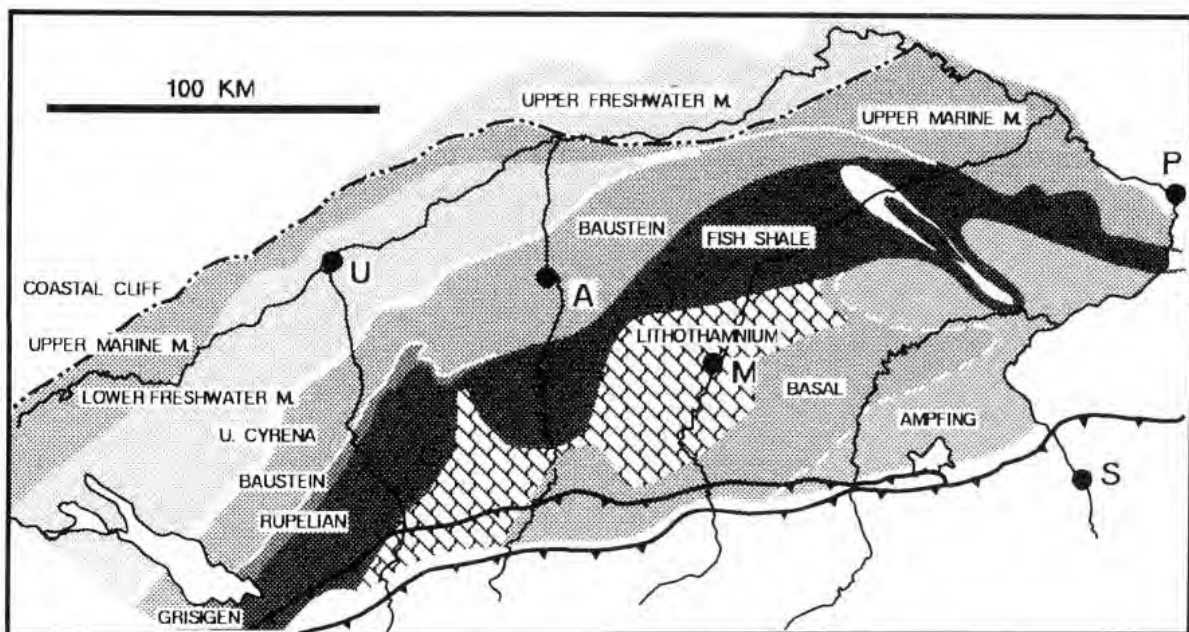 100 KM
UPPER FRESHWATER M.
UPPER MARINE M.
P
BAUSTEIN
FISH SHALE
U
A
COASTAL CLIFF
UPPER MARINE M.
LITHOTHAMNIUM
M
LOWER FRESHWATER M.
BASAL
U. CYRENA
AMPFING
BAUSTEIN
S
RUPELIAN
GRISIGEN